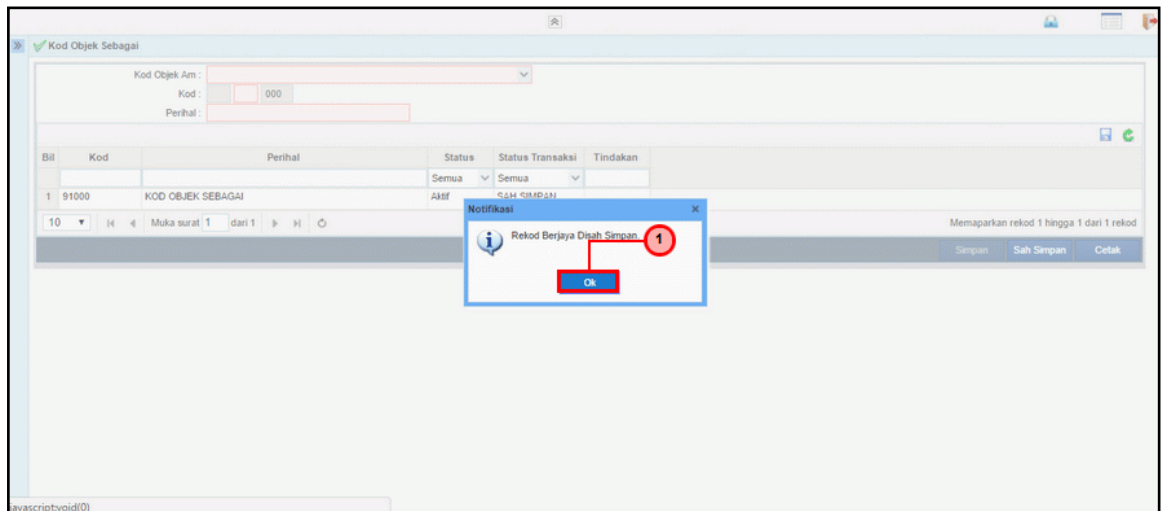 Kod Objek Sebagai
Kod Objek Am :
Kod : 000
Perihal :
Bil Kod Perihal Status Status Transaksi Tindakan
Semua Semua
1 91000 KOD OBJEK SEBAGAI Aktif SAH SIMPAN
10 Muka surat 1 dari 1 Memaparkan rekod 1 hingga 1 dari 1 rekod
Simpan Sah Simpan Cetak
Notifikasi ×
Rekod Berjaya Disah Simpan.
1
Ok
javascript:void(0)